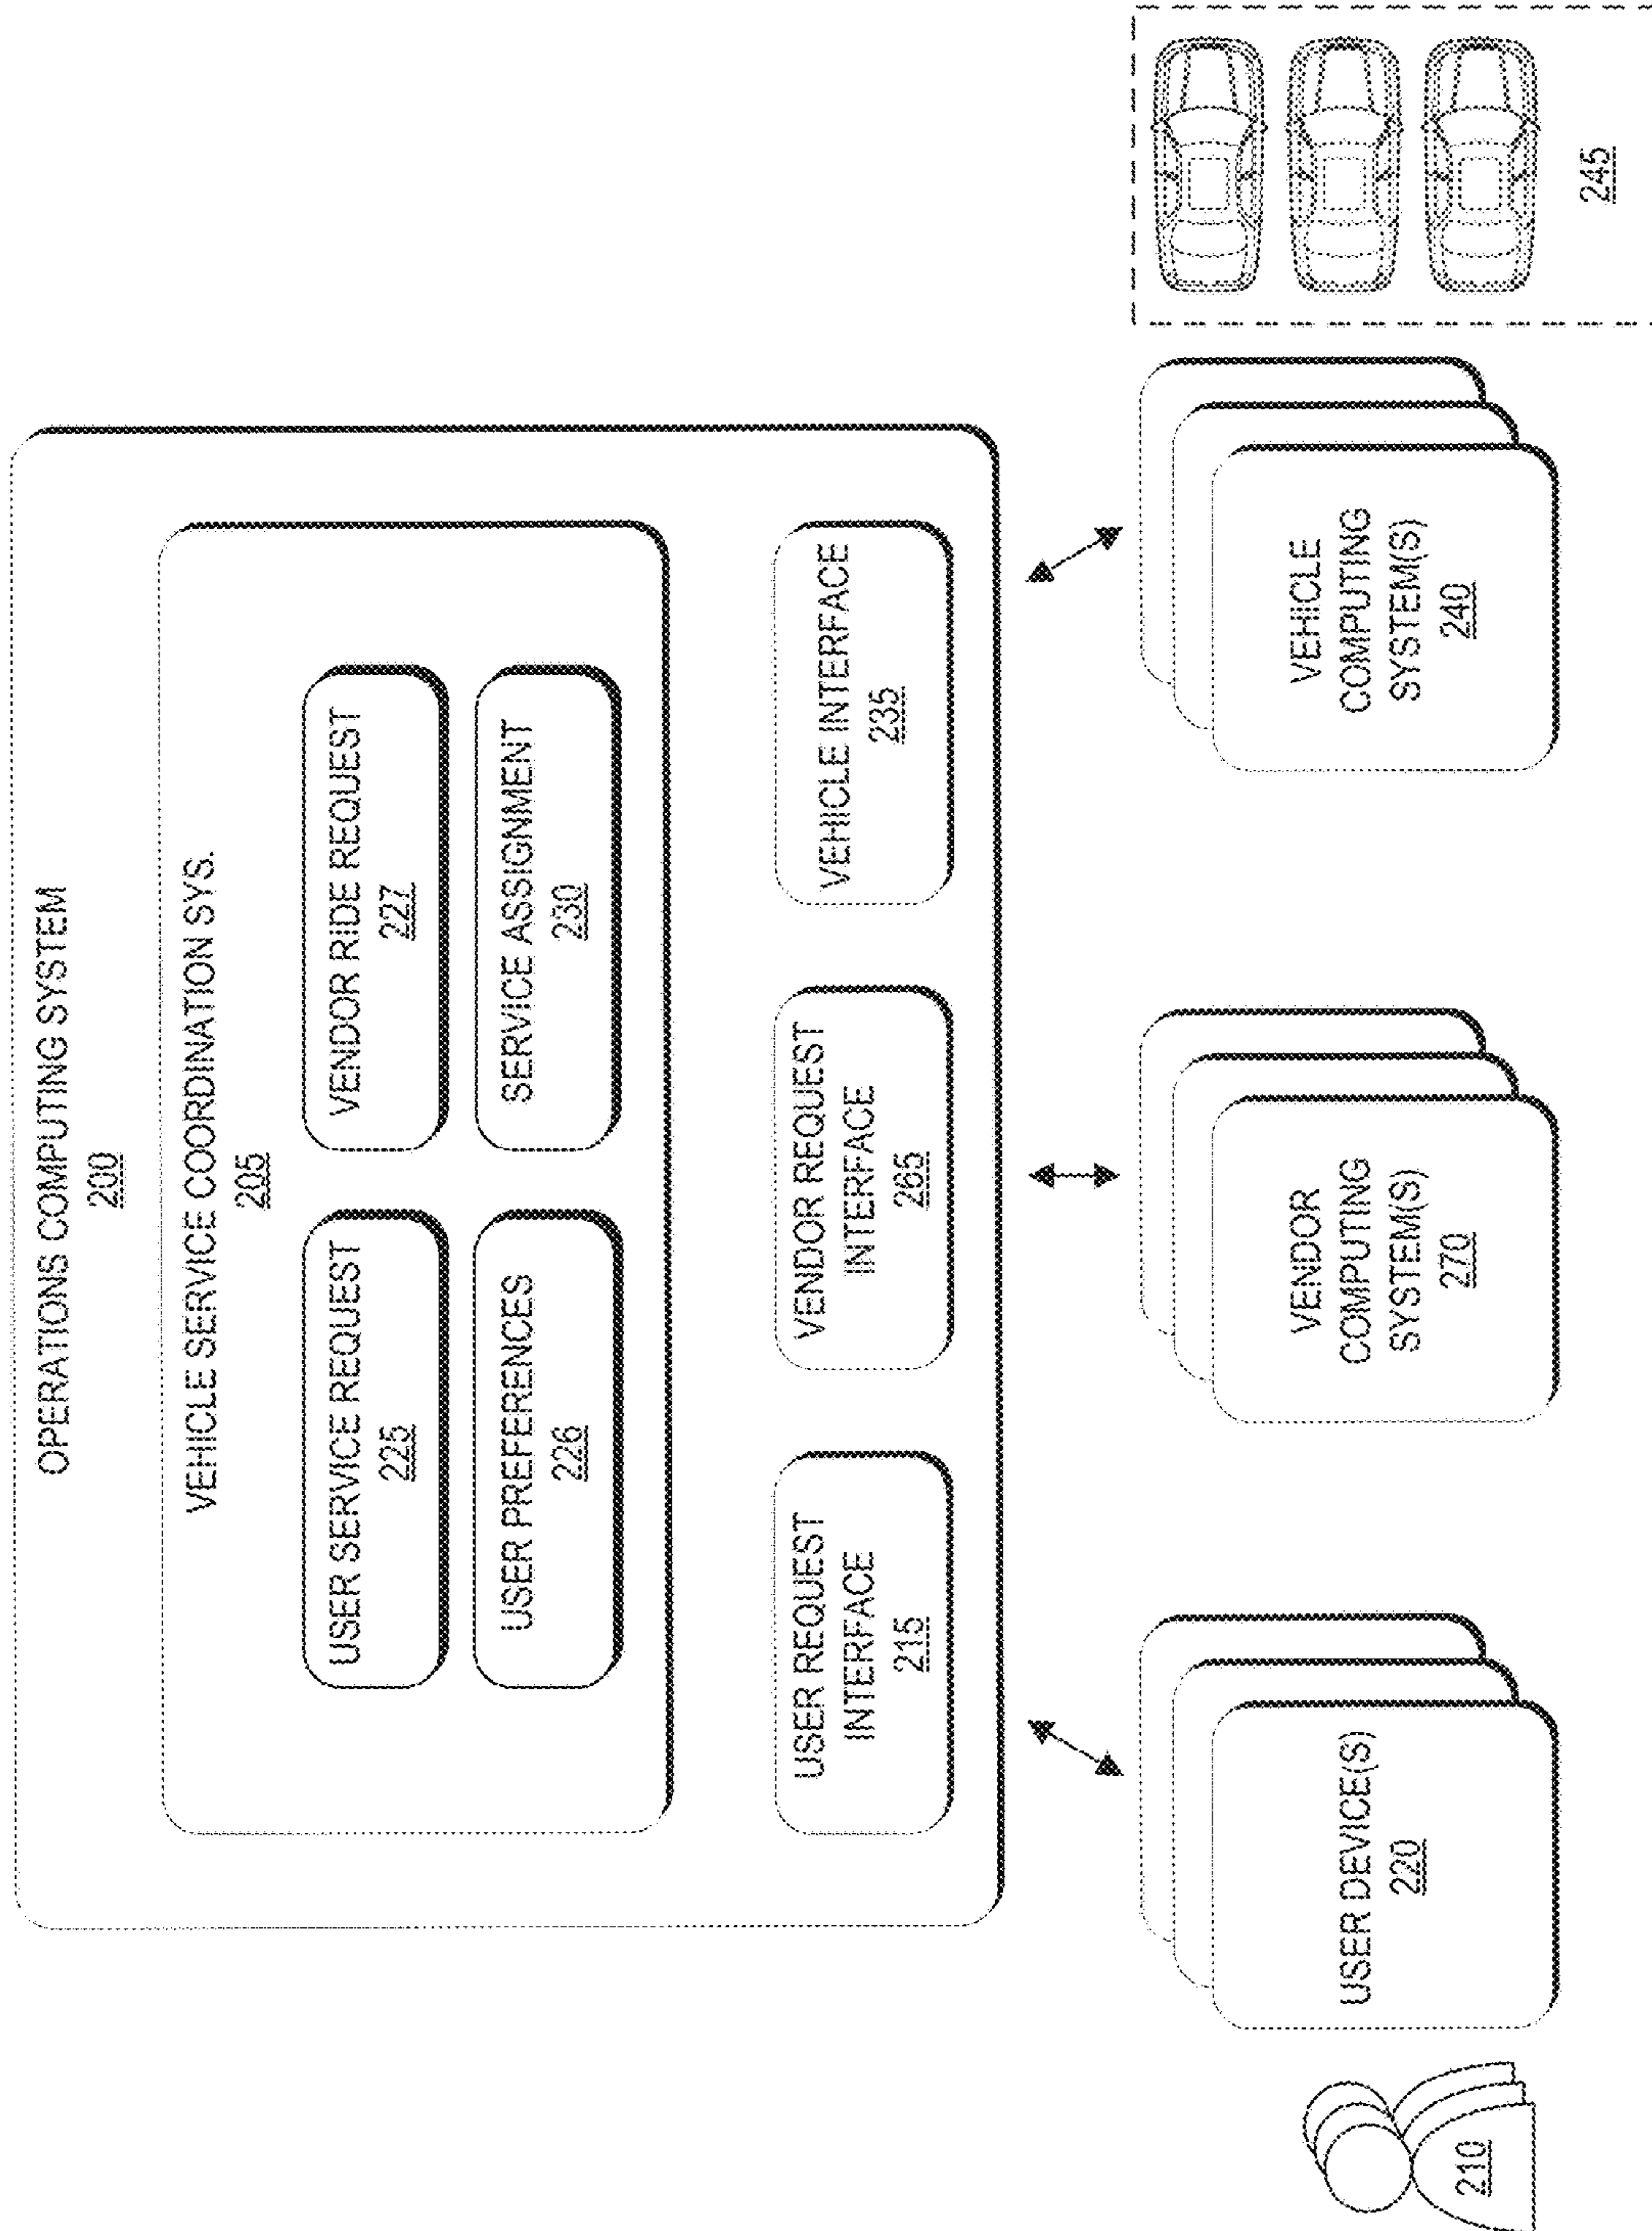 OPERATIONS COMPUTING SYSTEM
200
VEHICLE SERVICE COORDINATION SYS.
205
USER SERVICE REQUEST
225
VENDOR RIDE REQUEST
227
USER PREFERENCES
226
SERVICE ASSIGNMENT
230
USER REQUEST
INTERFACE
215
VENDOR REQUEST
INTERFACE
265
VEHICLE INTERFACE
235
210
USER DEVICE(S)
220
VENDOR
COMPUTING
SYSTEM(S)
270
VEHICLE
COMPUTING
SYSTEM(S)
240
245